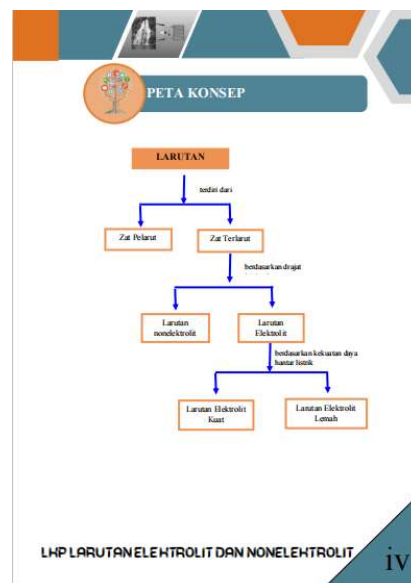 PETA KONSEP
LARUTAN
terdiri dari
Zat Pelarut
Zat Terlarut
berdasarkan drajat
Larutan
nonelektrolit
Larutan
Elektrolit
berdasarkan kekuatan daya
hantar listrik
Larutan Elektrolit
Kuat
Larutan Elektrolit
Lemah
LKP LARUTAN ELEKTROLIT DAN NONELEKTROLIT
iv